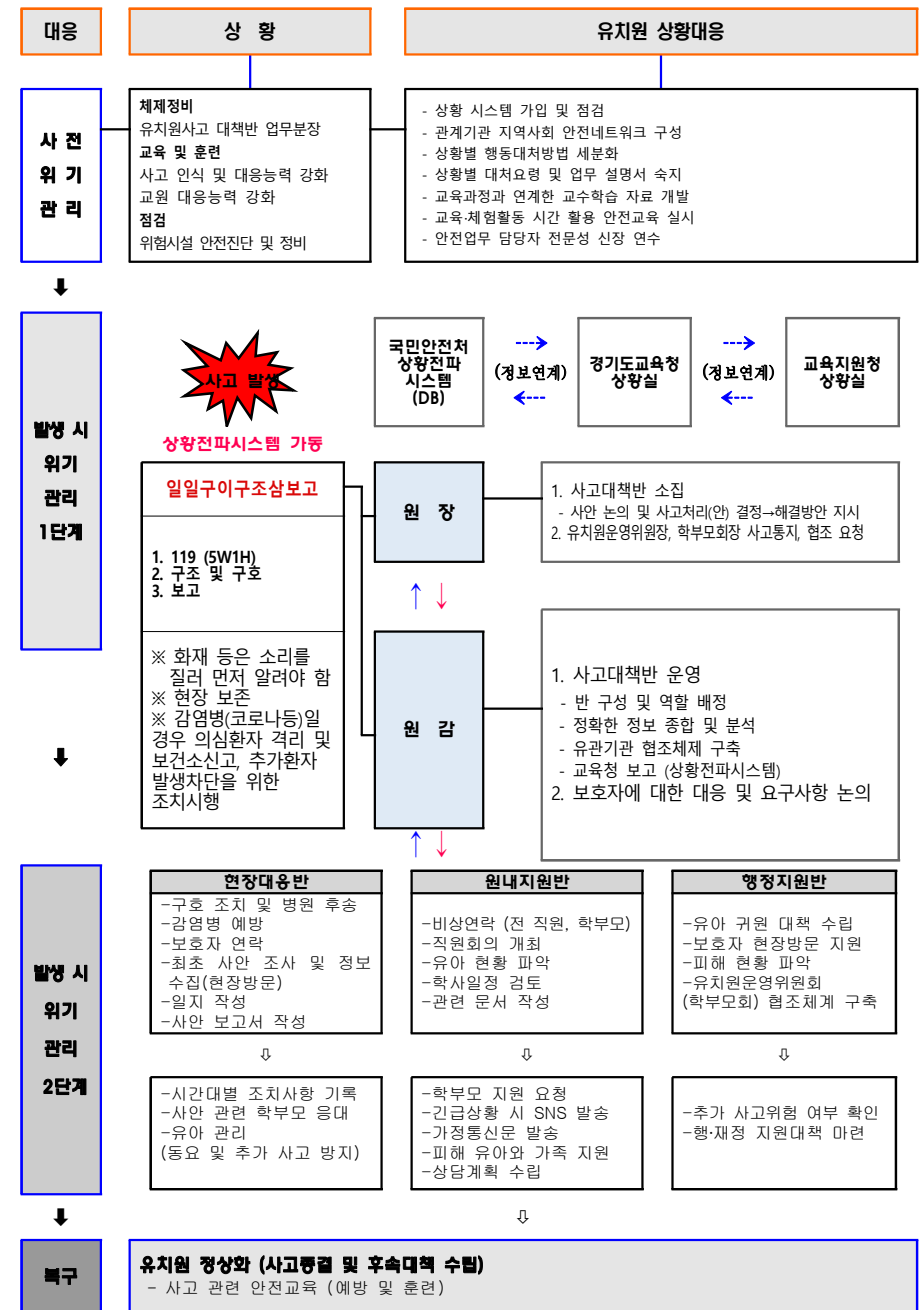 대응
상 황
유치원 상황대응
사 전
위 기
관 리
체제정비
유치원사고 대책반 업무분장
교육 및 훈련
사고 인식 및 대응능력 강화
교원 대응능력 강화
점검
위험시설 안전진단 및 정비
- 상황 시스템 가입 및 점검
- 관계기관 지역사회 안전네트워크 구성
- 상황별 행동대처방법 세분화
- 상황별 대처요령 및 업무 설명서 숙지
- 교육과정과 연계한 교수학습 자료 개발
- 교육·체험활동 시간 활용 안전교육 실시
- 안전업무 담당자 전문성 신장 연수
발생 시
위기
관리
1단계
사고 발생
상황전파시스템 가동
국민안전처
상황전파
시스템
(DB)
(정보연계)
경기도교육청
상황실
(정보연계)
교육지원청
상황실
일일구이구조삼보고
1. 119 (5W1H)
2. 구조 및 구호
3. 보고
※ 화재 등은 소리를
질러 먼저 알려야 함
※ 현장 보존
※ 감염병(코로나등)일
경우 의심환자 격리 및
보건소신고, 추가환자
발생차단을 위한
조치시행
원 장
1. 사고대책반 소집
- 사안 논의 및 사고처리(안) 결정→해결방안 지시
2. 유치원운영위원장, 학부모회장 사고통지, 협조 요청
원 감
1. 사고대책반 운영
- 반 구성 및 역할 배정
- 정확한 정보 종합 및 분석
- 유관기관 협조체제 구축
- 교육청 보고 (상황전파시스템)
2. 보호자에 대한 대응 및 요구사항 논의
발생 시
위기
관리
2단계
현장대응반
-구호 조치 및 병원 후송
-감염병 예방
-보호자 연락
-최초 사안 조사 및 정보
수집(현장방문)
-일지 작성
-사안 보고서 작성
원내지원반
-비상연락 (전 직원, 학부모)
-직원회의 개최
-유아 현황 파악
-학사일정 검토
-관련 문서 작성
행정지원반
-유아 귀원 대책 수립
-보호자 현장방문 지원
-피해 현황 파악
-유치원운영위원회
(학부모회) 협조체계 구축
-시간대별 조치사항 기록
-사안 관련 학부모 응대
-유아 관리
(동요 및 추가 사고 방지)
-학부모 지원 요청
-긴급상황 시 SNS 발송
-가정통신문 발송
-피해 유아와 가족 지원
-상담계획 수립
-추가 사고위험 여부 확인
-행·재정 지원대책 마련
복구
유치원 정상화 (사고종결 및 후속대책 수립)
- 사고 관련 안전교육 (예방 및 훈련)